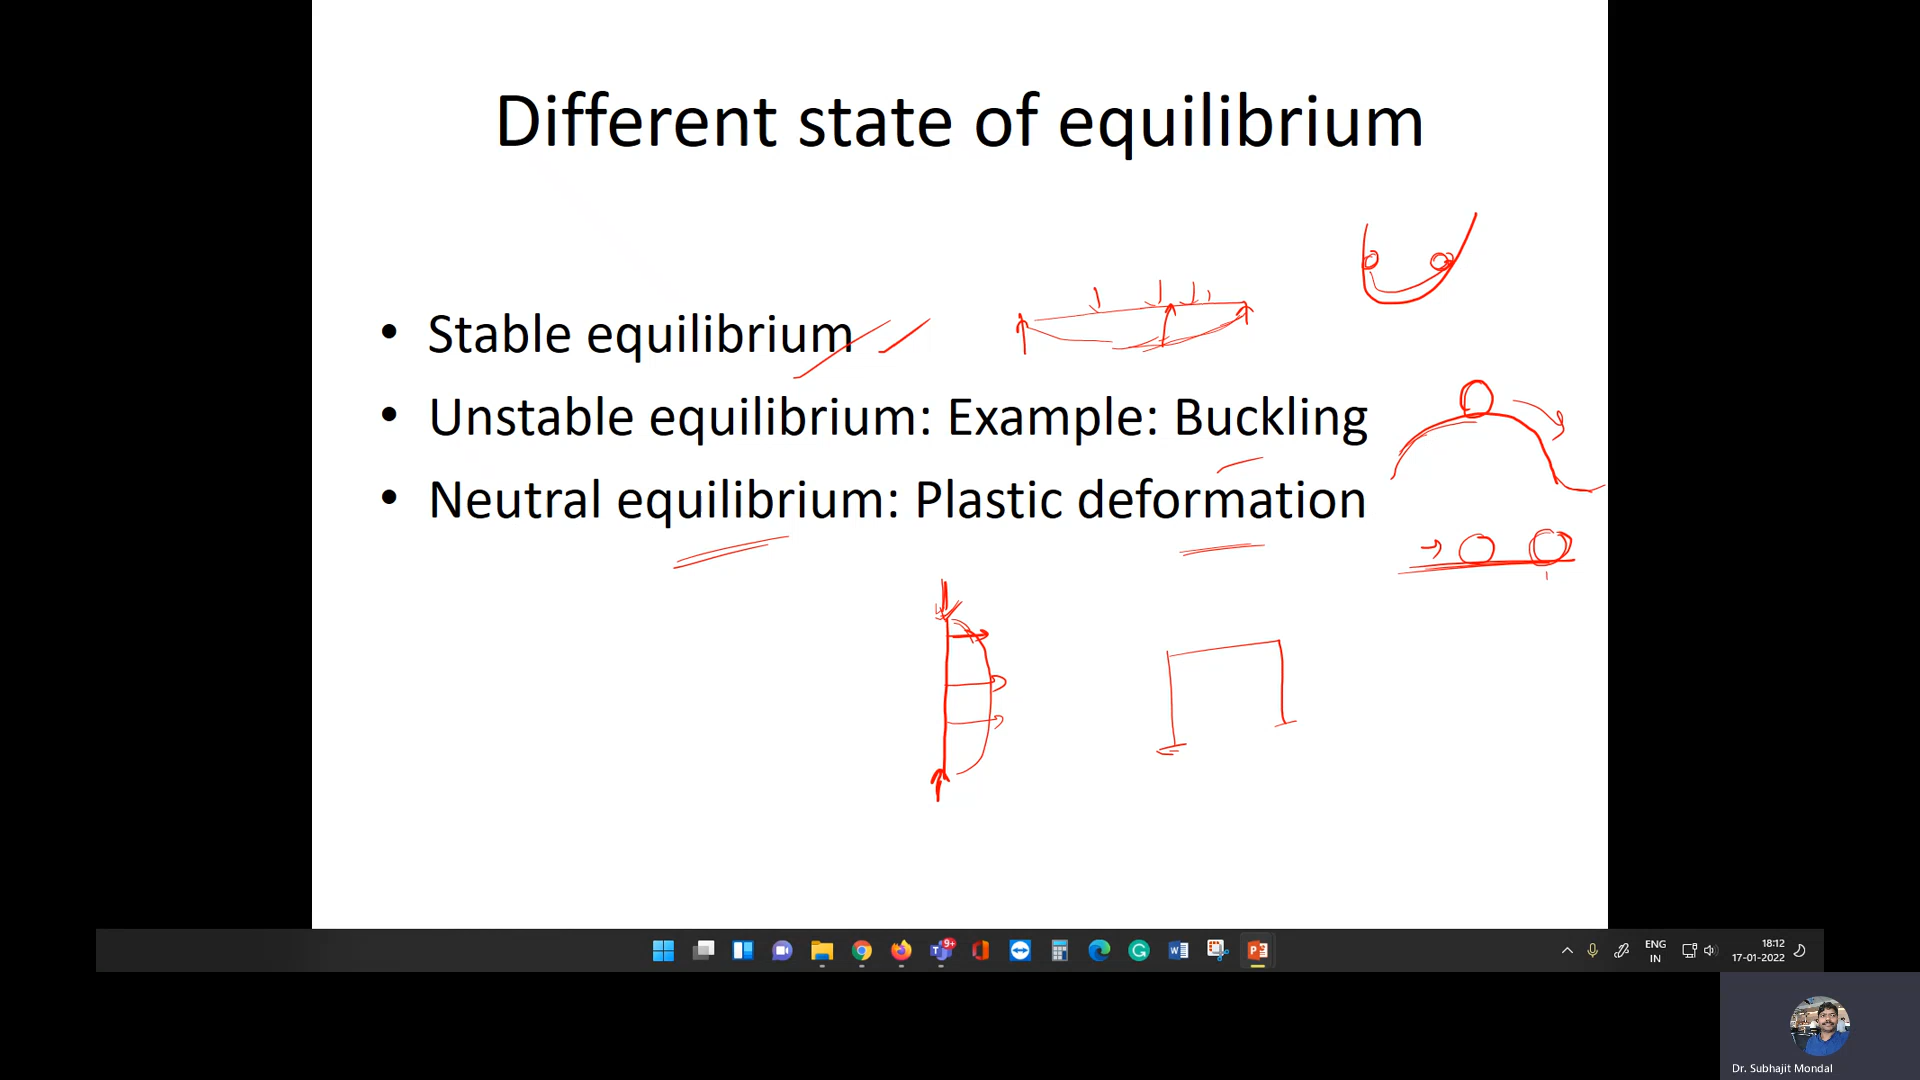 Different state of equilibrium
• Stable equilibrium
• Unstable equilibrium: Example: Buckling
• Neutral equilibrium: Plastic deformation
9+
ENG
IN
18:12
17-01-2022
Dr. Subhajit Mondal